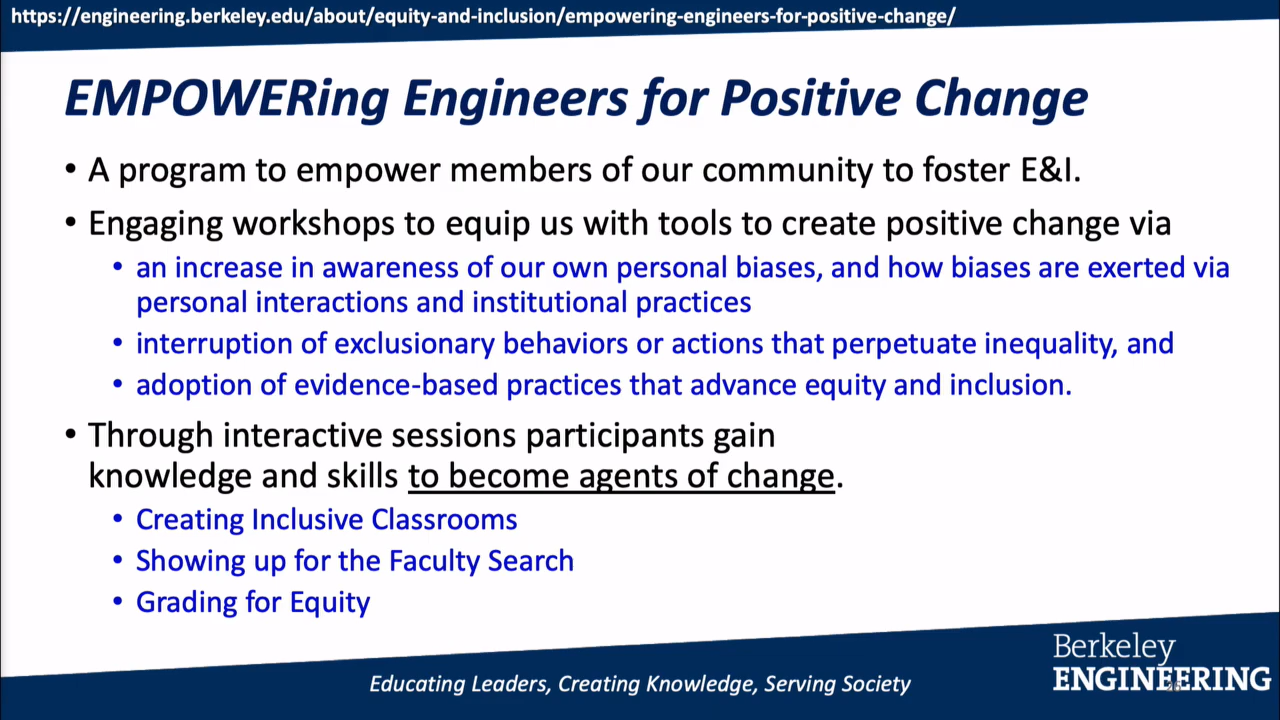 https://engineering.berkeley.edu/about/equity-and-inclusion/empowering-engineers-for-positive-change/
EMPOWERing Engineers for Positive Change
• A program to empower members of our community to foster E&I.
• Engaging workshops to equip us with tools to create positive change via
• an increase in awareness of our own personal biases, and how biases are exerted via
personal interactions and institutional practices
• interruption of exclusionary behaviors or actions that perpetuate inequality, and
• adoption of evidence-based practices that advance equity and inclusion.
• Through interactive sessions participants gain
knowledge and skills to become agents of change.
• Creating Inclusive Classrooms
• Showing up for the Faculty Search
• Grading for Equity
Educating Leaders, Creating Knowledge, Serving Society
Berkeley
ENGINEERING